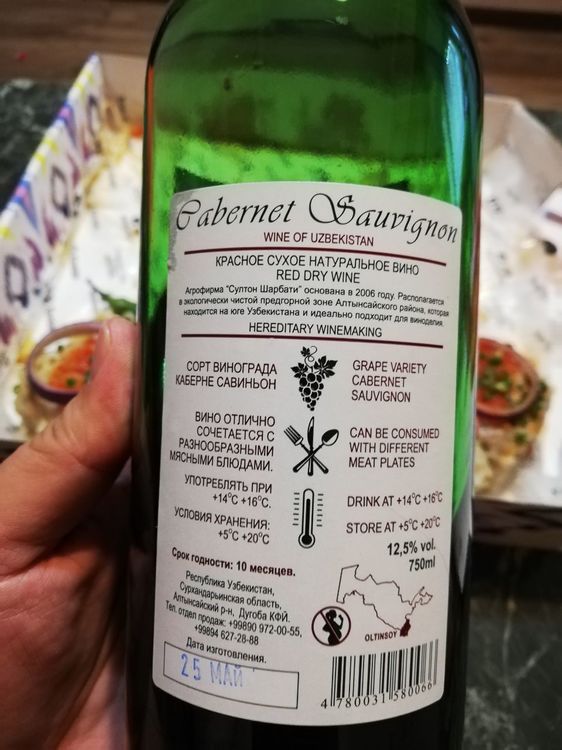 Cabernet Sauvignon
WINE OF UZBEKISTAN
КРАСНОЕ СУХОЕ НАТУРАЛЬНОЕ ВИНО
RED DRY WINE
Агрофирма “Султон Шарбати” основана в 2006 году. Располагается
в экологически чистой предгорной зоне Алтынсайского района, которая
находится на юге Узбекистана и идеально подходит для виноделия.
HEREDITARY WINEMAKING
СОРТ ВИНОГРАДА
КАБЕРНЕ САВИНЬОН
GRAPE VARIETY
CABERNET
SAUVIGNON
ВИНО ОТЛИЧНО
СОЧЕТАЕТСЯ С
РАЗНООБРАЗНЫМИ
МЯСНЫМИ БЛЮДАМИ.
CAN BE CONSUMED
WITH DIFFERENT
MEAT PLATES
УПОТРЕБЛЯТЬ ПРИ
+14°C +16°C.
УСЛОВИЯ ХРАНЕНИЯ:
+5°C +20°C
DRINK AT +14°C +16°C
STORE AT +5°C +20°C
12,5% vol.
750ml
Срок годности: 10 месяцев.
Республика Узбекистан,
Сурхандарьинская область,
Алтынсайский р-н, Дугоба КФЙ.
Тел. отдел продаж: +99890 972-00-55,
+99894 627-28-88
Дата изготовления.
25 МАЙ
OLTINSOY
4 780031 580066